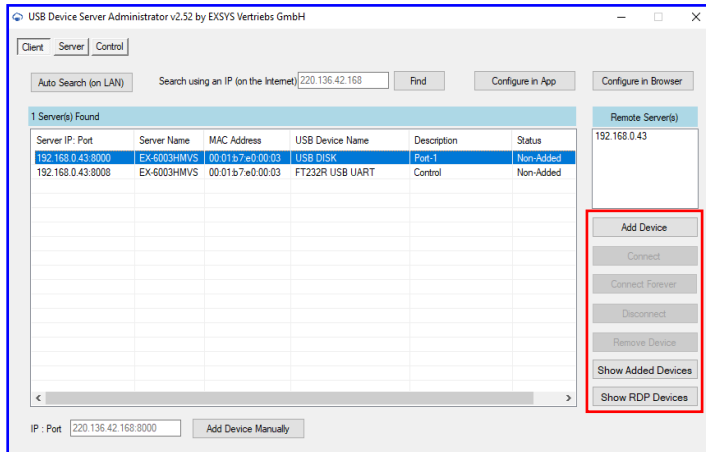 USB Device Server Administrator v2.52 by EXSYS Vertriebs GmbH
Client Server Control
Auto Search (on LAN) Search using an IP (on the Internet) 220.136.42.168 Find Configure in App Configure in Browser
1 Server(s) Found Remote Server(s)
Server IP: Port Server Name MAC Address USB Device Name Description Status 192.168.0.43
192.168.0.43:8000 EX-6003HMVS 00:01:b7:e0:00:03 USB DISK Port-1 Non-Added
192.168.0.43:8008 EX-6003HMVS 00:01:b7:e0:00:03 FT232R USB UART Control Non-Added
Add Device
Connect
Connect Forever
Disconnect
Remove Device
Show Added Devices
Show RDP Devices
IP : Port 220.136.42.168:8000 Add Device Manually